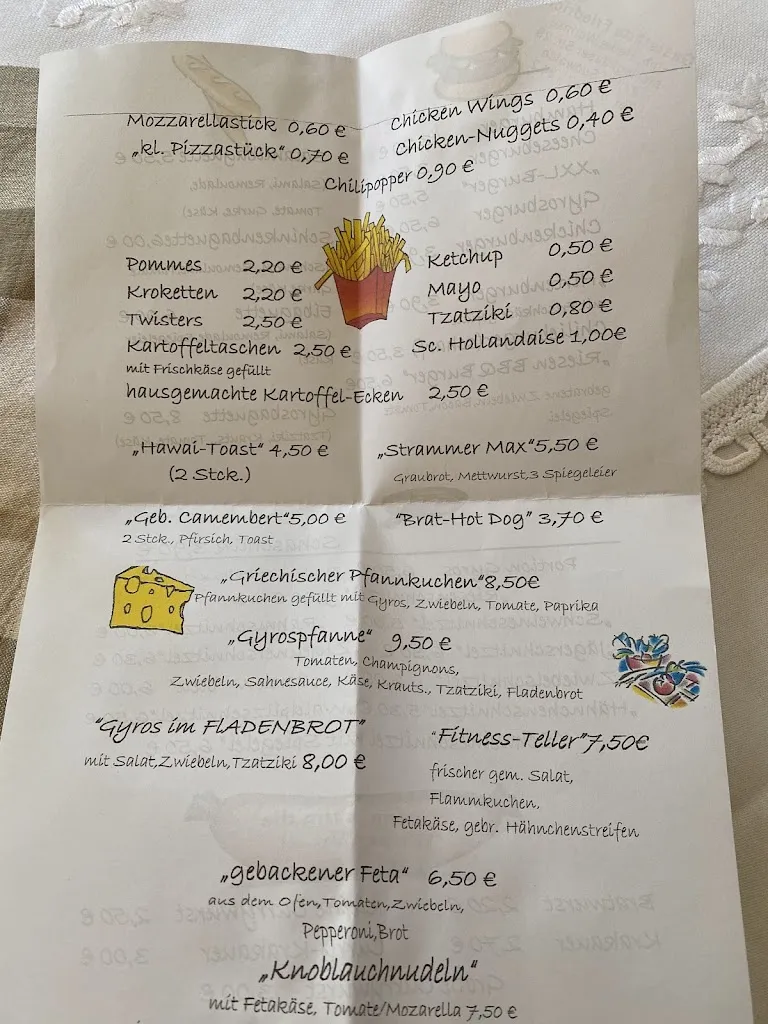 Mozzarellastick 0,60 €
„kl. Pizzastück" 0,70 €
Chicken Wings 0,60 €
Chicken-Nuggets 0,40 €
Chilipopper 0,90 €
Pommes 2,20 €
Kroketten 2,20 €
Twisters 2,50 €
Kartoffeltaschen 2,50 €
mit Frischkäse gefüllt
Ketchup 0,50 €
Mayo 0,50 €
Tzatziki 0,80 €
Sc. Hollandaise 1,00€
hausgemachte Kartoffel-Ecken 2,50 €
„Hawai-Toast" 4,50 €
(2 Stck.)
„Strammer Max"5,50 €
Graubrot, Mettwurst,3 Spiegeleier
„Geb. Camembert"5,00 €
2 Stck., Pfirsich, Toast
"Brat-Hot Dog" 3,70 €
„Griechischer Pfannkuchen"8,50€
Pfannkuchen gefüllt mit Gyros, Zwiebeln, Tomate, Paprika
„Gyrospfanne" 9,50 €
Tomaten, Champignons,
Zwiebeln, Sahnesauce, Käse, Krauts., Tzatziki, Fladenbrot
"Gyros im FlADENBROT"
mit Salat,Zwiebeln,Tzatziki 8,00 €
"Fitness-Teller"7,50€
frischer gem. Salat,
Flammkuchen,
Fetakäse, gebr. Hähnchenstreifen
„gebackener Feta" 6,50 €
aus dem Ofen,Tomaten,Zwiebeln,
Pepperoni,Brot
„Knoblauchnudeln"
mit Fetakäse, Tomate/Mozarella 7,50 €